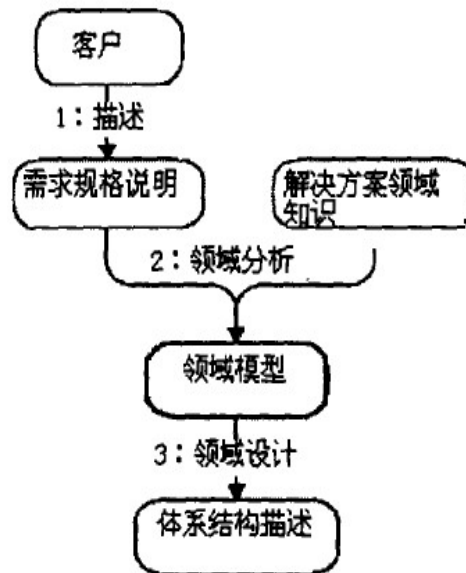 客户
1：描述
需求规格说明
解决方案领域
知识
2：领域分析
领域模型
3：领域设计
体系结构描述